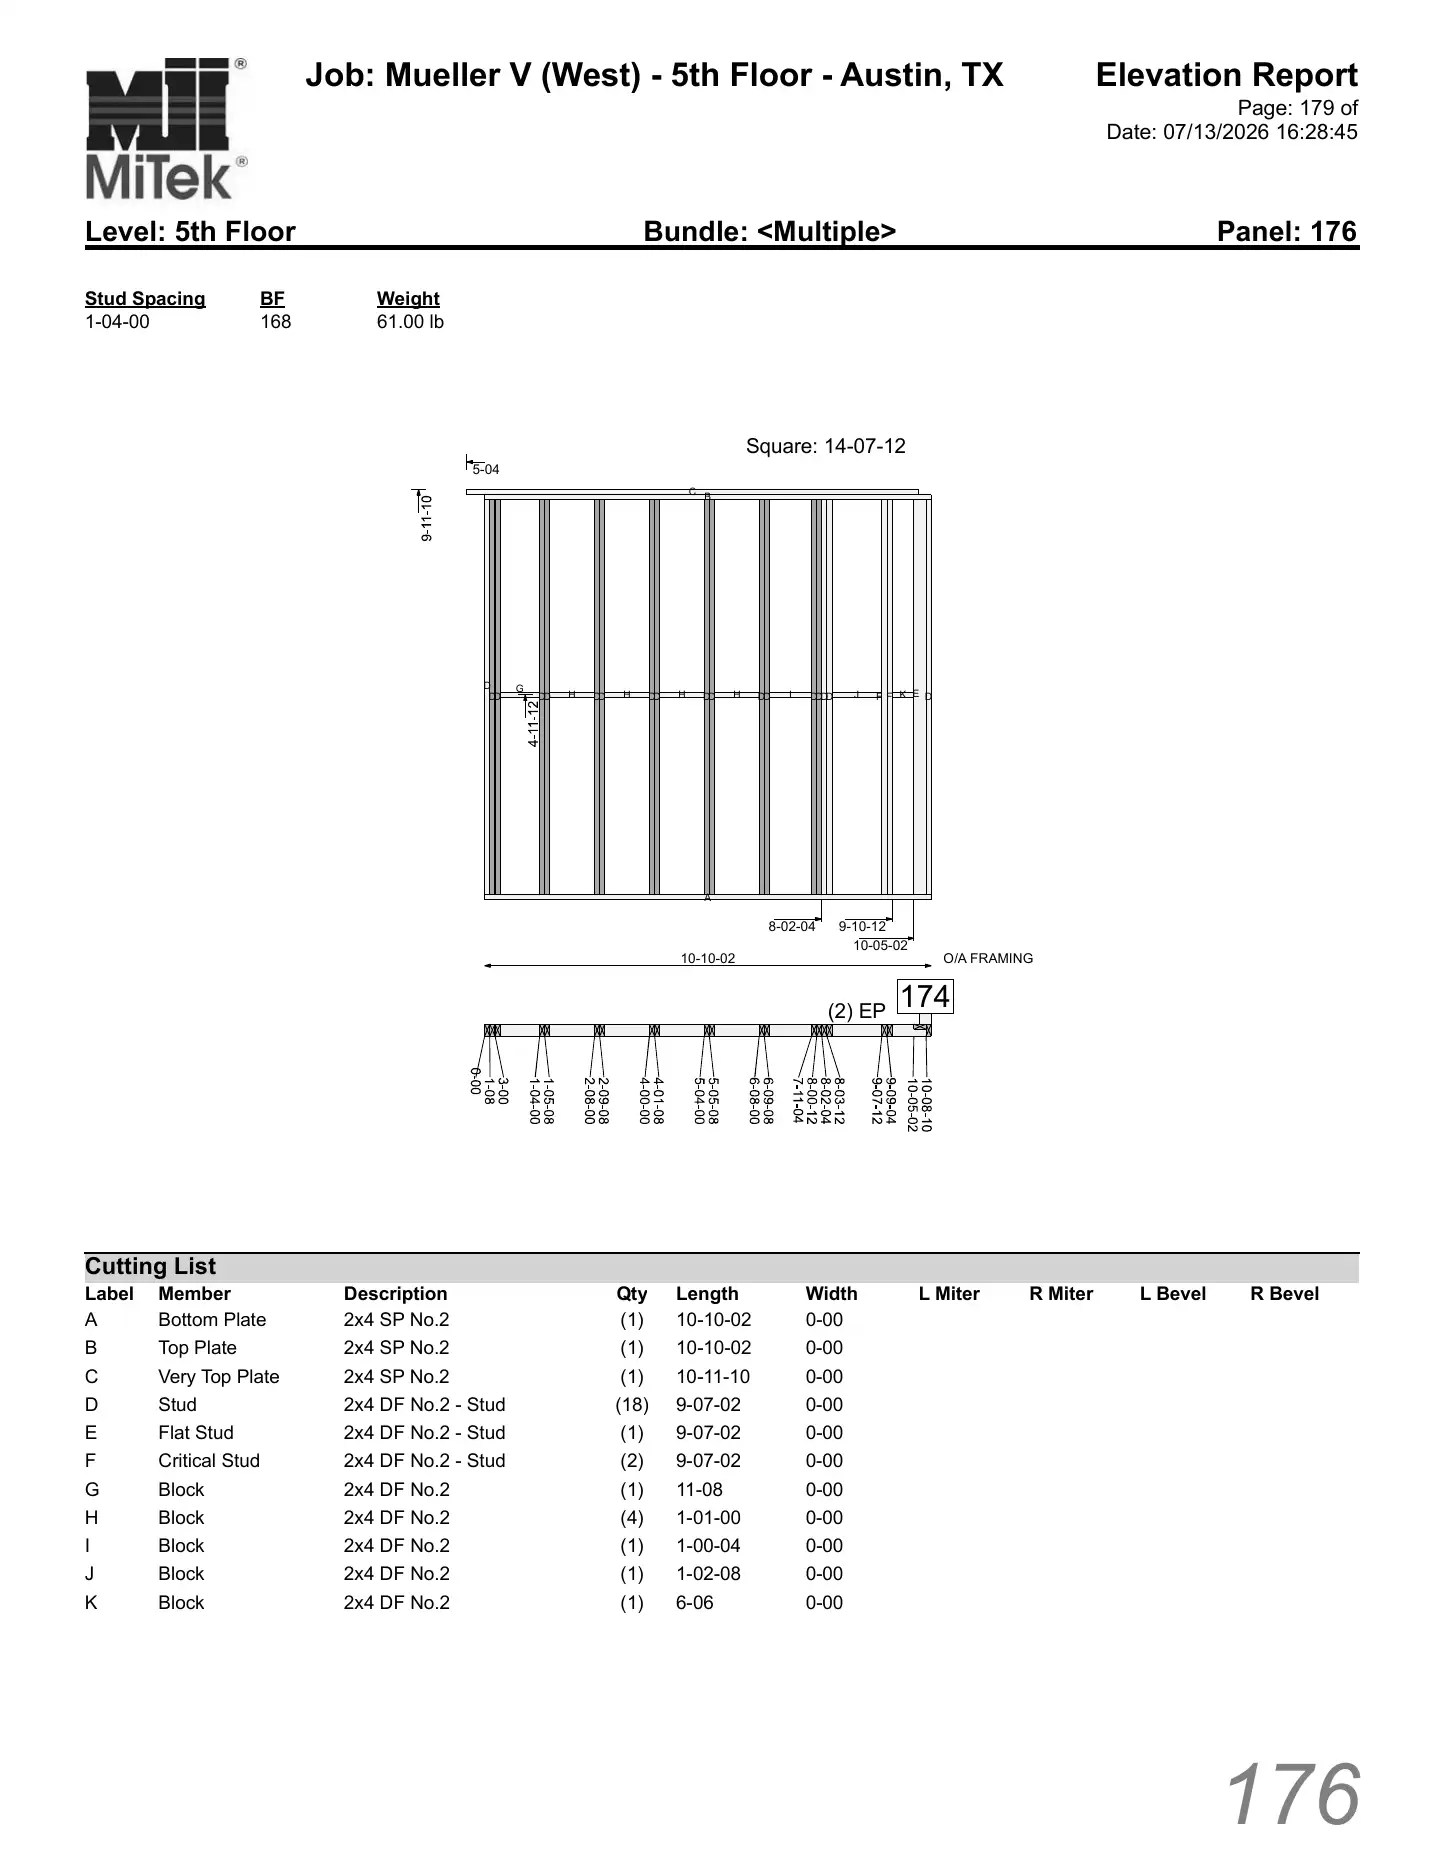 Job: Mueller V (West) - 5th Floor - Austin, TX
Elevation Report
Page: 179 of
Date: 07/13/2026 16:28:45
MiTek®
Level: 5th Floor
Bundle: <Multiple>
Panel: 176
Stud Spacing BF Weight
1-04-00 168 61.00 lb
Square: 14-07-12
5-04
9-11-10
C
B
D
G
D D D D H D D H D D H D D H D D I D D D D J F F K E D
4-11-12
A
8-02-04
9-10-12
10-05-02
10-10-02
O/A FRAMING
174
(2) EP
0-00
1-08
3-00
1-04-00
1-05-08
2-08-00
2-09-08
4-00-00
4-01-08
5-04-00
5-05-08
6-08-00
6-09-08
7-11-04
8-00-12
8-02-04
8-03-12
9-07-12
9-09-04
10-05-02
10-08-10
Cutting List
Label Member Description Qty Length Width L Miter R Miter L Bevel R Bevel
A Bottom Plate 2x4 SP No.2 (1) 10-10-02 0-00
B Top Plate 2x4 SP No.2 (1) 10-10-02 0-00
C Very Top Plate 2x4 SP No.2 (1) 10-11-10 0-00
D Stud 2x4 DF No.2 - Stud (18) 9-07-02 0-00
E Flat Stud 2x4 DF No.2 - Stud (1) 9-07-02 0-00
F Critical Stud 2x4 DF No.2 - Stud (2) 9-07-02 0-00
G Block 2x4 DF No.2 (1) 11-08 0-00
H Block 2x4 DF No.2 (4) 1-01-00 0-00
I Block 2x4 DF No.2 (1) 1-00-04 0-00
J Block 2x4 DF No.2 (1) 1-02-08 0-00
K Block 2x4 DF No.2 (1) 6-06 0-00
176